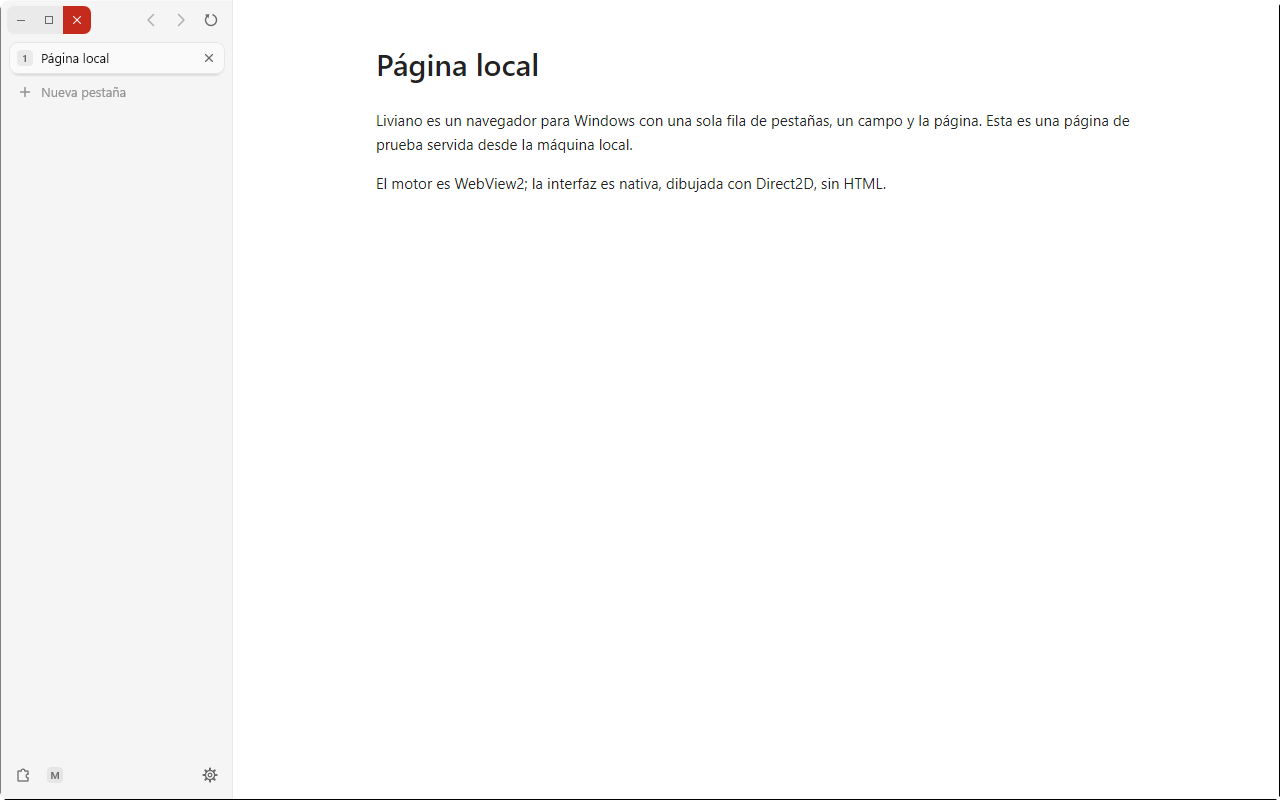 1 Página local
Nueva pestaña
M
Página local
Liviano es un navegador para Windows con una sola fila de pestañas, un campo y la página. Esta es una página de
prueba servida desde la máquina local.
El motor es WebView2; la interfaz es nativa, dibujada con Direct2D, sin HTML.